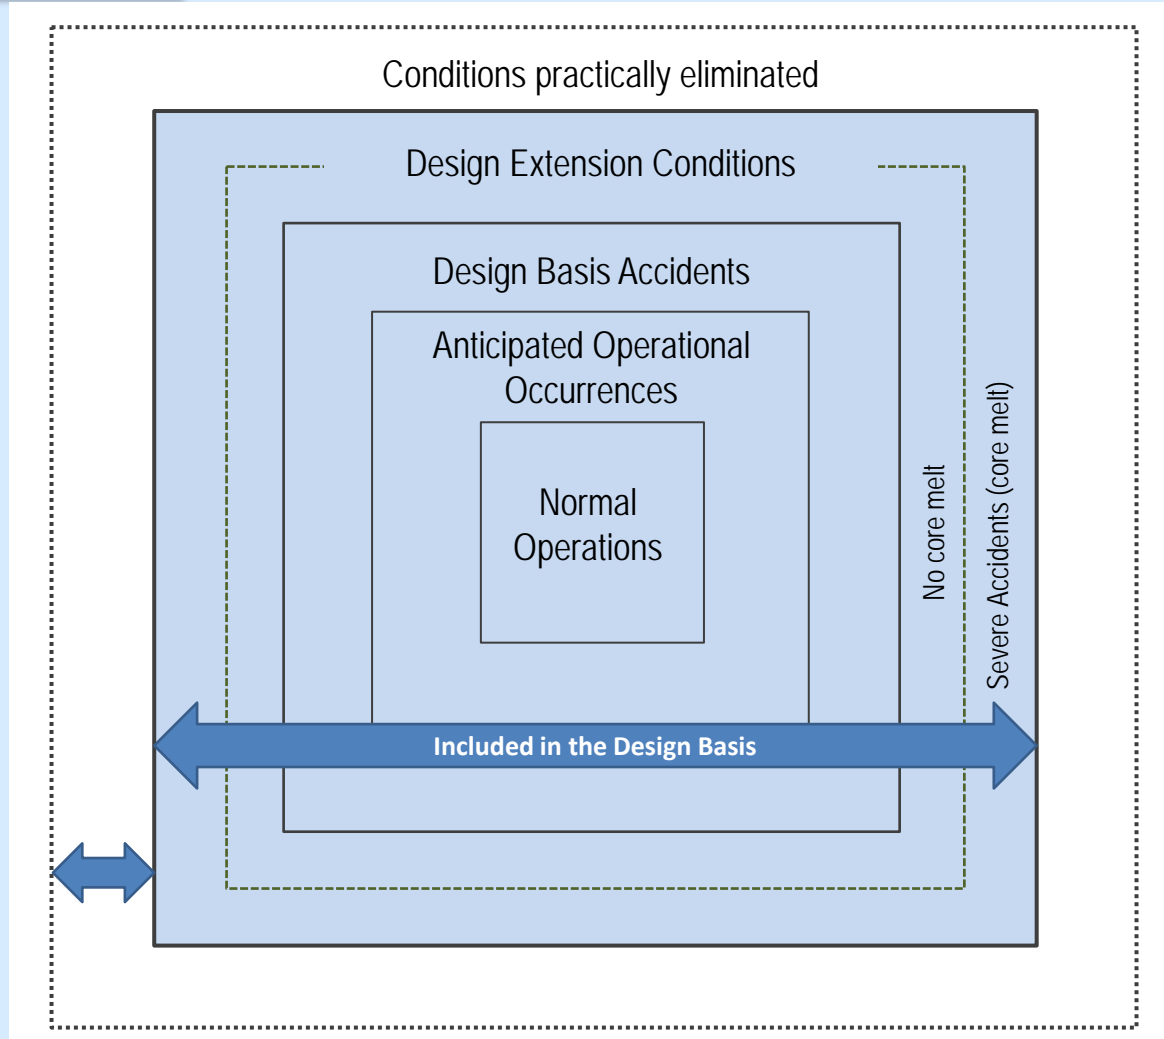 Conditions practically eliminated
Design Extension Conditions
Design Basis Accidents
Anticipated Operational
Occurrences
Normal
Operations
No core melt
Severe Accidents (core melt)
Included in the Design Basis